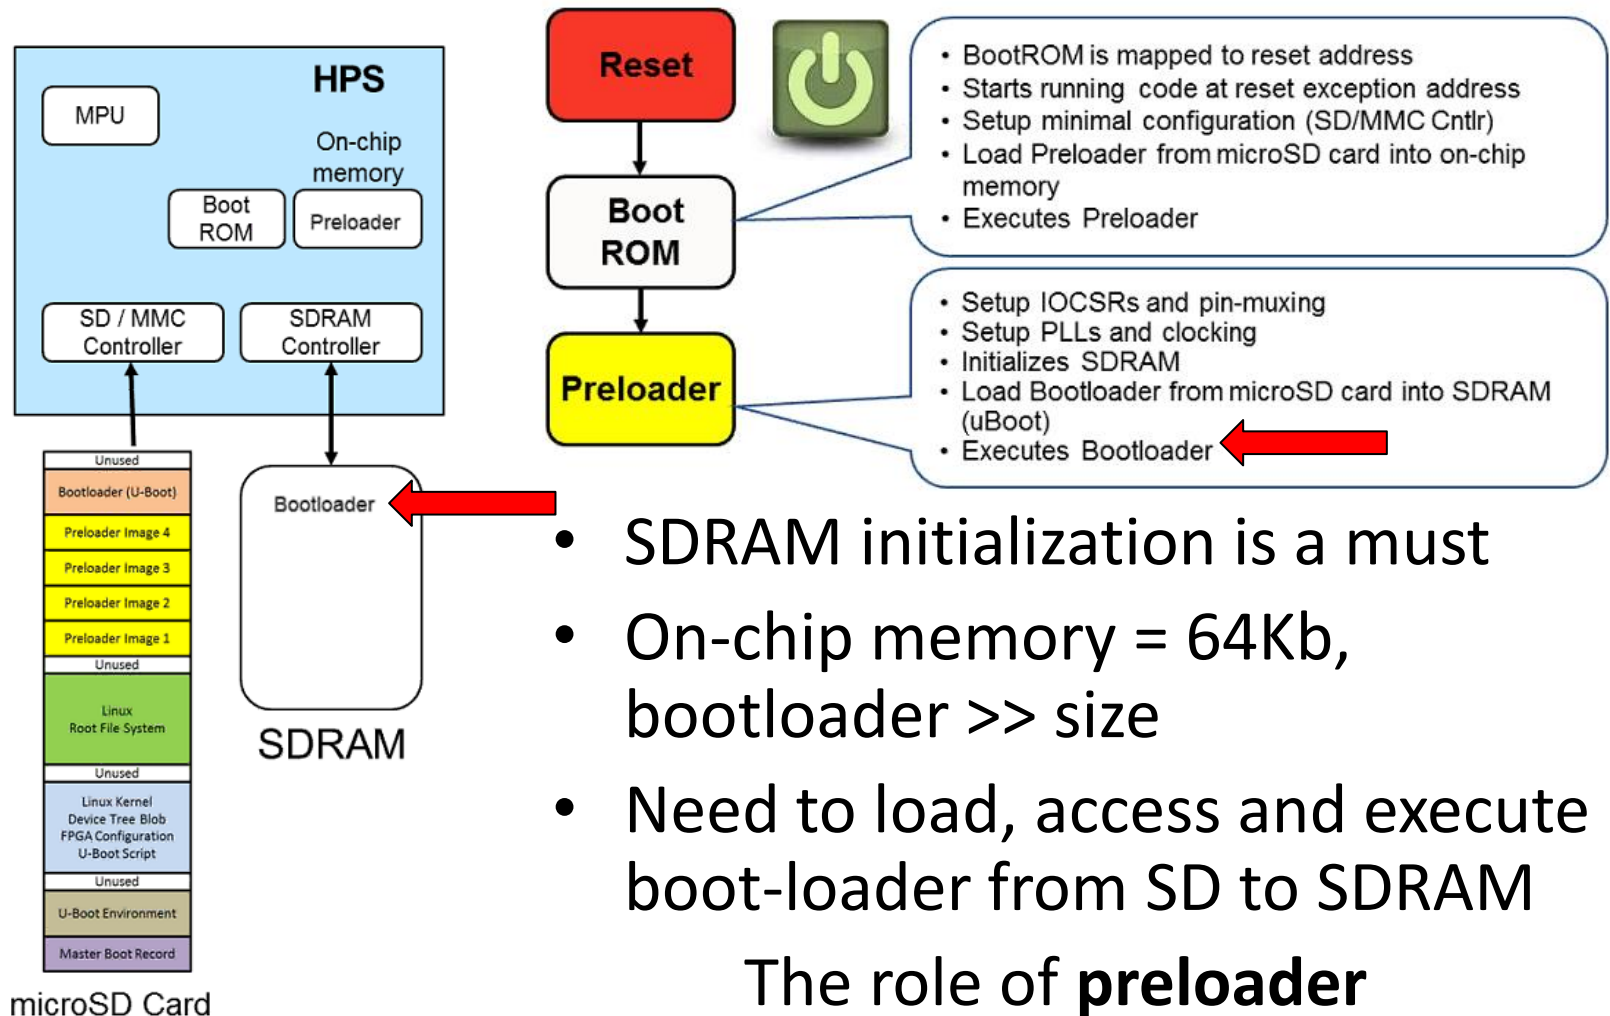 HPS
MPU
On-chip
memory
Boot
ROM
Preloader
SD / MMC
Controller
SDRAM
Controller
Unused
Bootloader (U-Boot)
Preloader Image 4
Preloader Image 3
Preloader Image 2
Preloader Image 1
Unused
Linux
Root File System
Unused
Linux Kernel
Device Tree Blob
FPGA Configuration
U-Boot Script
Unused
U-Boot Environment
Master Boot Record
microSD Card
Bootloader
SDRAM
Reset
Boot
ROM
Preloader
• BootROM is mapped to reset address
• Starts running code at reset exception address
• Setup minimal configuration (SD/MMC Cntlr)
• Load Preloader from microSD card into on-chip
memory
• Executes Preloader
• Setup IOCSRs and pin-muxing
• Setup PLLs and clocking
• Initializes SDRAM
• Load Bootloader from microSD card into SDRAM
(uBoot)
• Executes Bootloader
• SDRAM initialization is a must
• On-chip memory = 64Kb,
bootloader >> size
• Need to load, access and execute
boot-loader from SD to SDRAM
The role of preloader